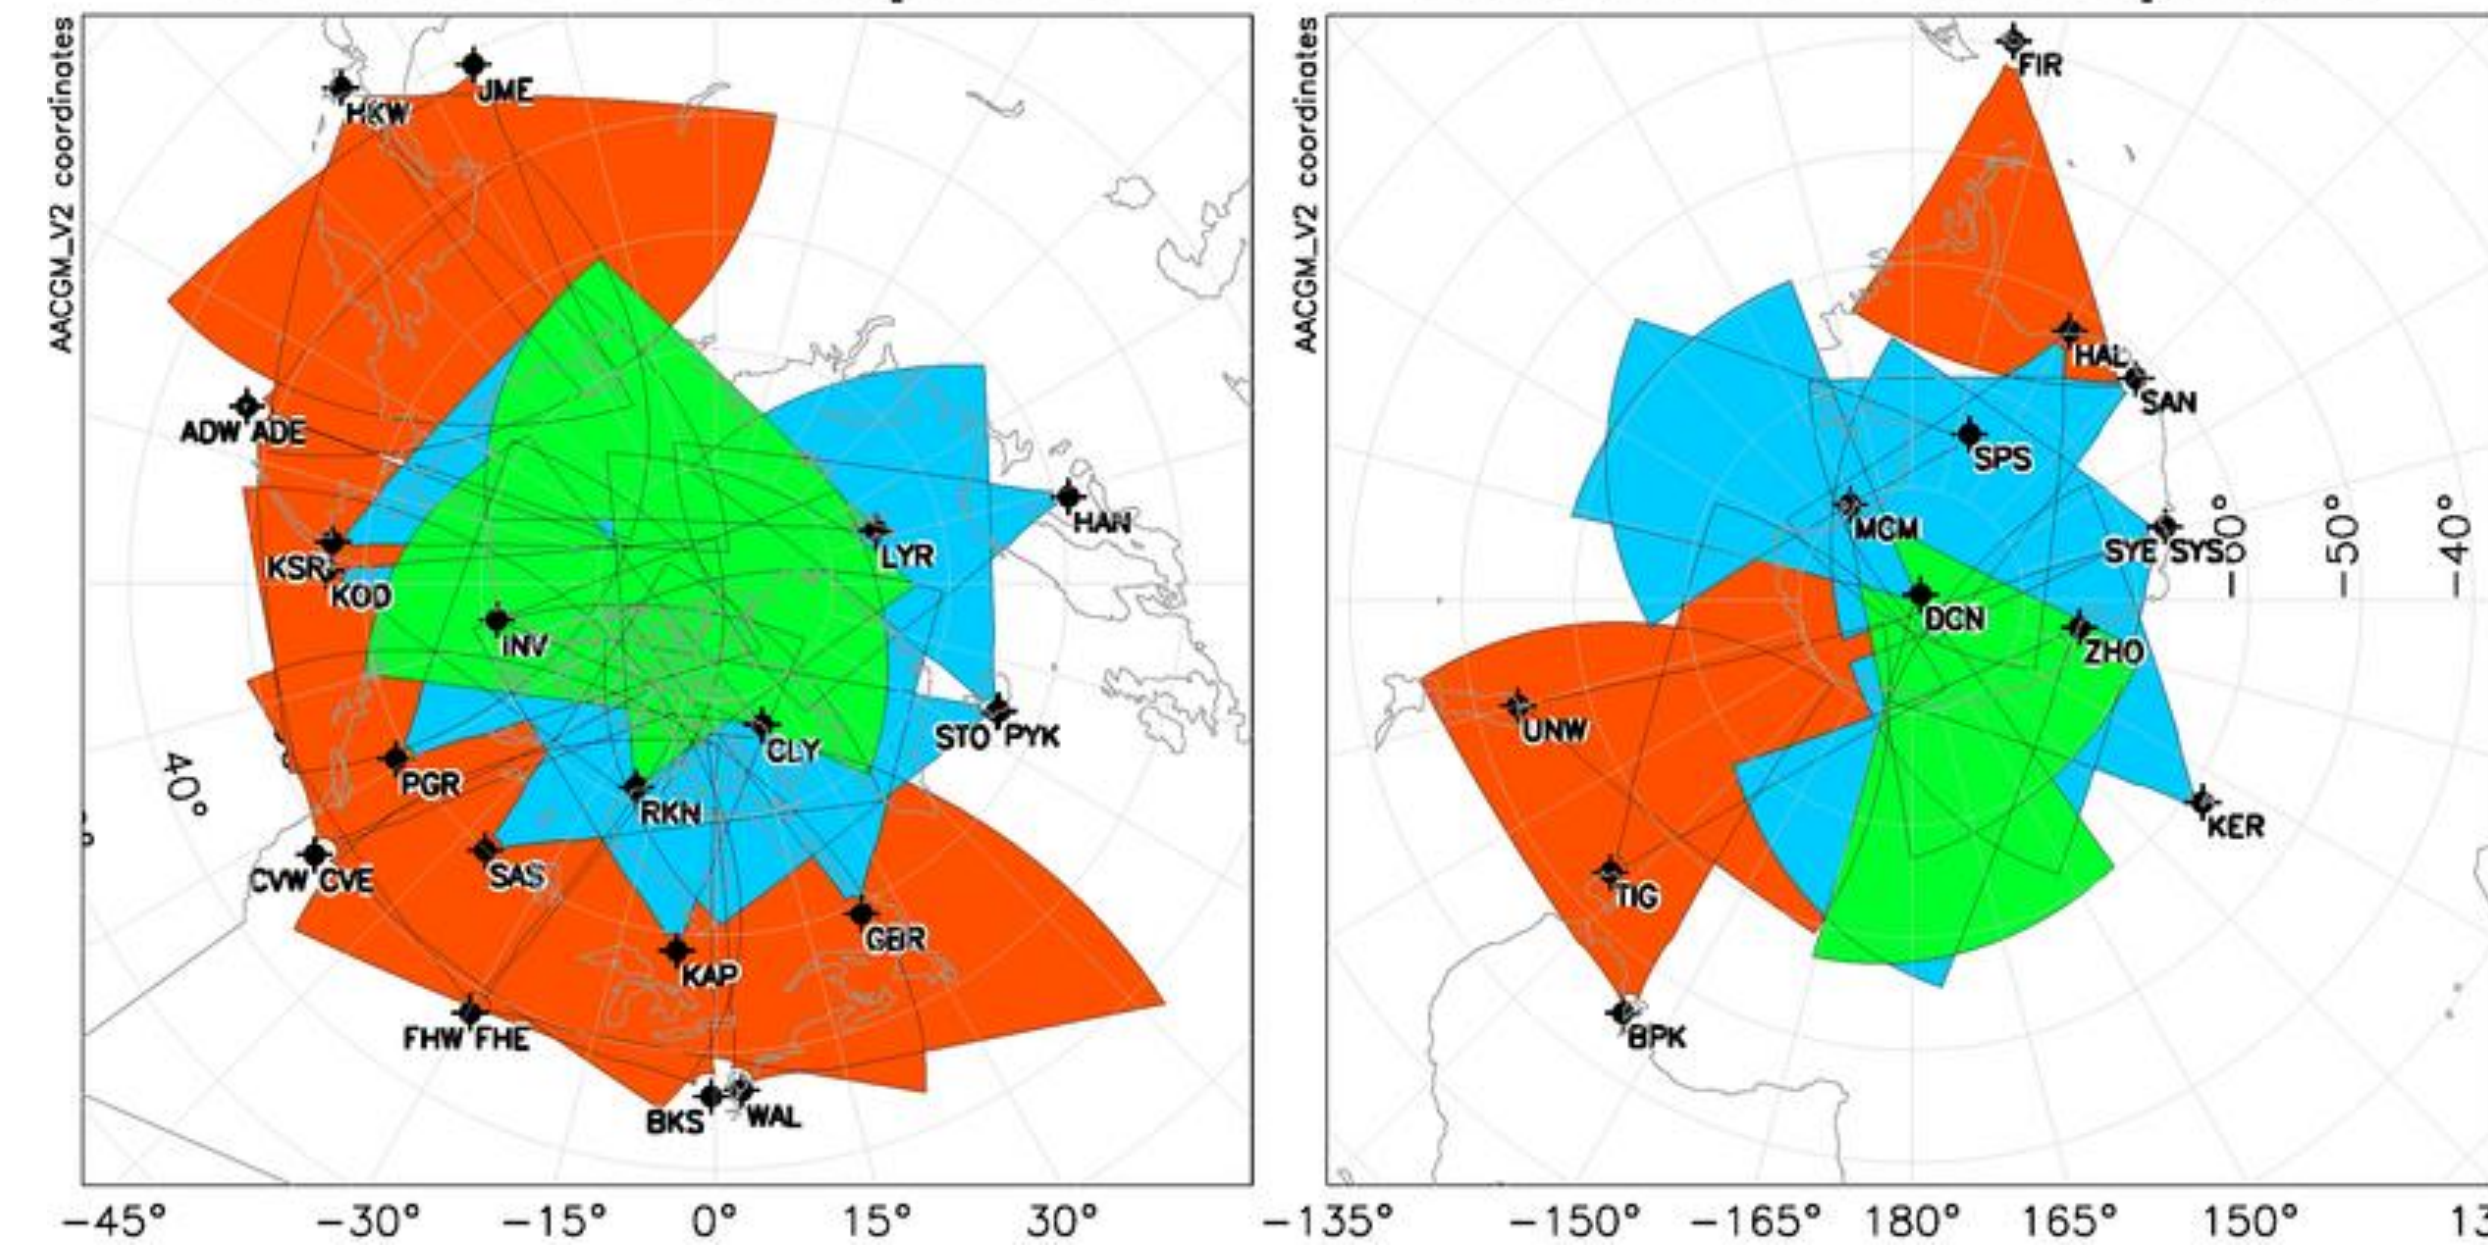 AACGM_V2 coordinates
JME
HKW
ADW ADE
HAN
LYR
KSR
KOD
INV
STO PYK
CLY
PGR
40°
RKN
CVW CVE
SAS
GBR
KAP
FHW FHE
BKS WAL
-45° -30° -15° 0° 15° 30°
AACGM_V2 coordinates
FIR
HAL
SAN
SPS
MCM
SYE SYS
-50° -40°
DCN
ZHO
UNW
KER
TIG
BPK
-135° -150° -165° 180° 165° 150°